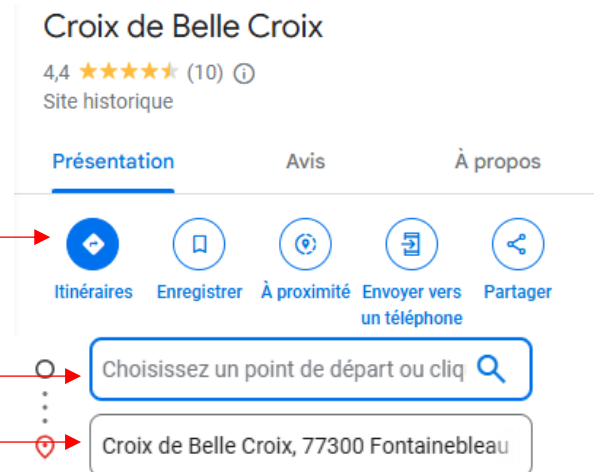 Croix de Belle Croix
4,4 (10)
Site historique
Présentation Avis À propos
Itinéraires Enregistrer À proximité Envoyer vers un téléphone Partager
Choisissez un point de départ ou cliq
Croix de Belle Croix, 77300 Fontainebleau